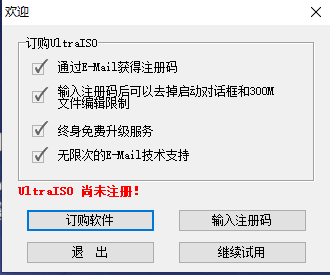 欢迎
订购UltraISO
通过E-Mail获得注册码
输入注册码后可以去掉启动对话框和300M
文件编辑限制
终身免费升级服务
无限次的E-Mail技术支持
UltraISO 尚未注册!
订购软件 输入注册码
退 出 继续试用